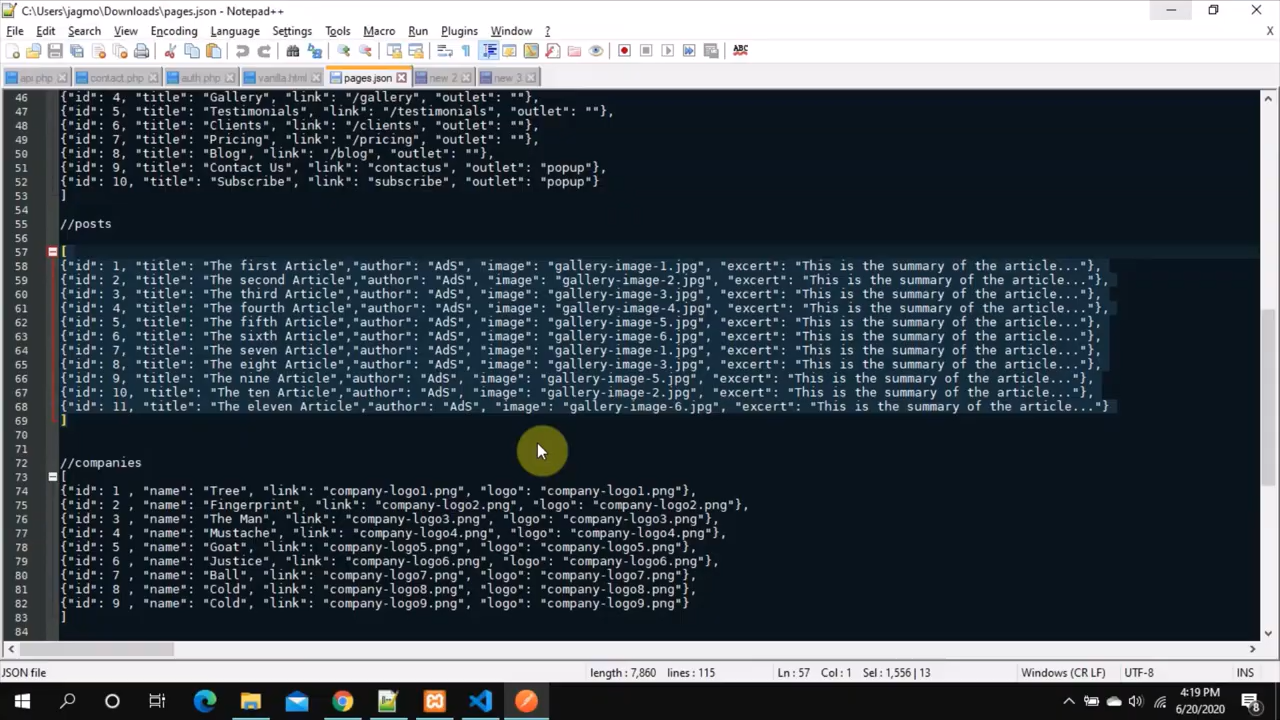 C:\Users\jagmo\Downloads\pages.json - Notepad++
File Edit Search View Encoding Language Settings Tools Macro Run Plugins Window ? X
ABC
api.php contact.php auth.php vanilla.html pages.json new 2 new 3
46 {"id": 4, "title": "Gallery", "link": "/gallery", "outlet": ""},
47 {"id": 5, "title": "Testimonials", "link": "/testimonials", "outlet": ""},
48 {"id": 6, "title": "Clients", "link": "/clients", "outlet": ""},
49 {"id": 7, "title": "Pricing", "link": "/pricing", "outlet": ""},
50 {"id": 8, "title": "Blog", "link": "/blog", "outlet": ""},
51 {"id": 9, "title": "Contact Us", "link": "contactus", "outlet": "popup"},
52 {"id": 10, "title": "Subscribe", "link": "subscribe", "outlet": "popup"}
53 ]
54
55 //posts
56
57 [
58 {"id": 1, "title": "The first Article","author": "AdS", "image": "gallery-image-1.jpg", "excert": "This is the summary of the article..."},
59 {"id": 2, "title": "The second Article","author": "AdS", "image": "gallery-image-2.jpg", "excert": "This is the summary of the article..."},
60 {"id": 3, "title": "The third Article","author": "AdS", "image": "gallery-image-3.jpg", "excert": "This is the summary of the article..."},
61 {"id": 4, "title": "The fourth Article","author": "AdS", "image": "gallery-image-4.jpg", "excert": "This is the summary of the article..."},
62 {"id": 5, "title": "The fifth Article","author": "AdS", "image": "gallery-image-5.jpg", "excert": "This is the summary of the article..."},
63 {"id": 6, "title": "The sixth Article","author": "AdS", "image": "gallery-image-6.jpg", "excert": "This is the summary of the article..."},
64 {"id": 7, "title": "The seven Article","author": "AdS", "image": "gallery-image-1.jpg", "excert": "This is the summary of the article..."},
65 {"id": 8, "title": "The eight Article","author": "AdS", "image": "gallery-image-3.jpg", "excert": "This is the summary of the article..."},
66 {"id": 9, "title": "The nine Article","author": "AdS", "image": "gallery-image-5.jpg", "excert": "This is the summary of the article..."},
67 {"id": 10, "title": "The ten Article","author": "AdS", "image": "gallery-image-2.jpg", "excert": "This is the summary of the article..."},
68 {"id": 11, "title": "The eleven Article","author": "AdS", "image": "gallery-image-6.jpg", "excert": "This is the summary of the article..."}
69 ]
70
71
72 //companies
73 [
74 {"id": 1 , "name": "Tree", "link": "company-logo1.png", "logo": "company-logo1.png"},
75 {"id": 2 , "name": "Fingerprint", "link": "company-logo2.png", "logo": "company-logo2.png"},
76 {"id": 3 , "name": "The Man", "link": "company-logo3.png", "logo": "company-logo3.png"},
77 {"id": 4 , "name": "Mustache", "link": "company-logo4.png", "logo": "company-logo4.png"},
78 {"id": 5 , "name": "Goat", "link": "company-logo5.png", "logo": "company-logo5.png"},
79 {"id": 6 , "name": "Justice", "link": "company-logo6.png", "logo": "company-logo6.png"},
80 {"id": 7 , "name": "Ball", "link": "company-logo7.png", "logo": "company-logo7.png"},
81 {"id": 8 , "name": "Cold", "link": "company-logo8.png", "logo": "company-logo8.png"},
82 {"id": 9 , "name": "Cold", "link": "company-logo9.png", "logo": "company-logo9.png"}
83 ]
84
JSON file length : 7,860 lines : 115 Ln : 57 Col : 1 Sel : 1,556 | 13 Windows (CR LF) UTF-8 INS
4:19 PM
6/20/2020
8